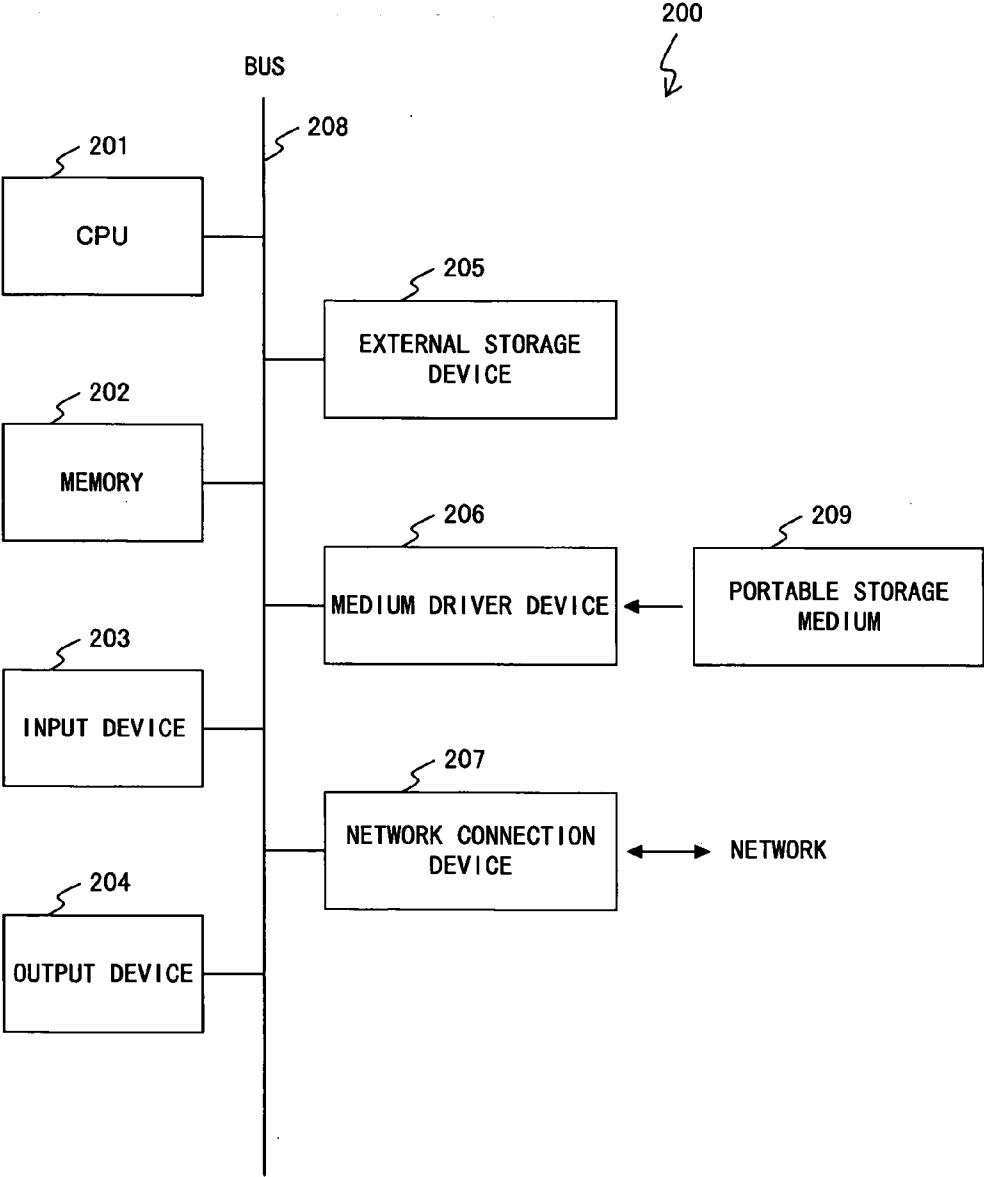 200
BUS
208
201
CPU
205
EXTERNAL STORAGE
DEVICE
202
MEMORY
206
MEDIUM DRIVER DEVICE
209
PORTABLE STORAGE
MEDIUM
203
INPUT DEVICE
207
NETWORK CONNECTION
DEVICE
NETWORK
204
OUTPUT DEVICE